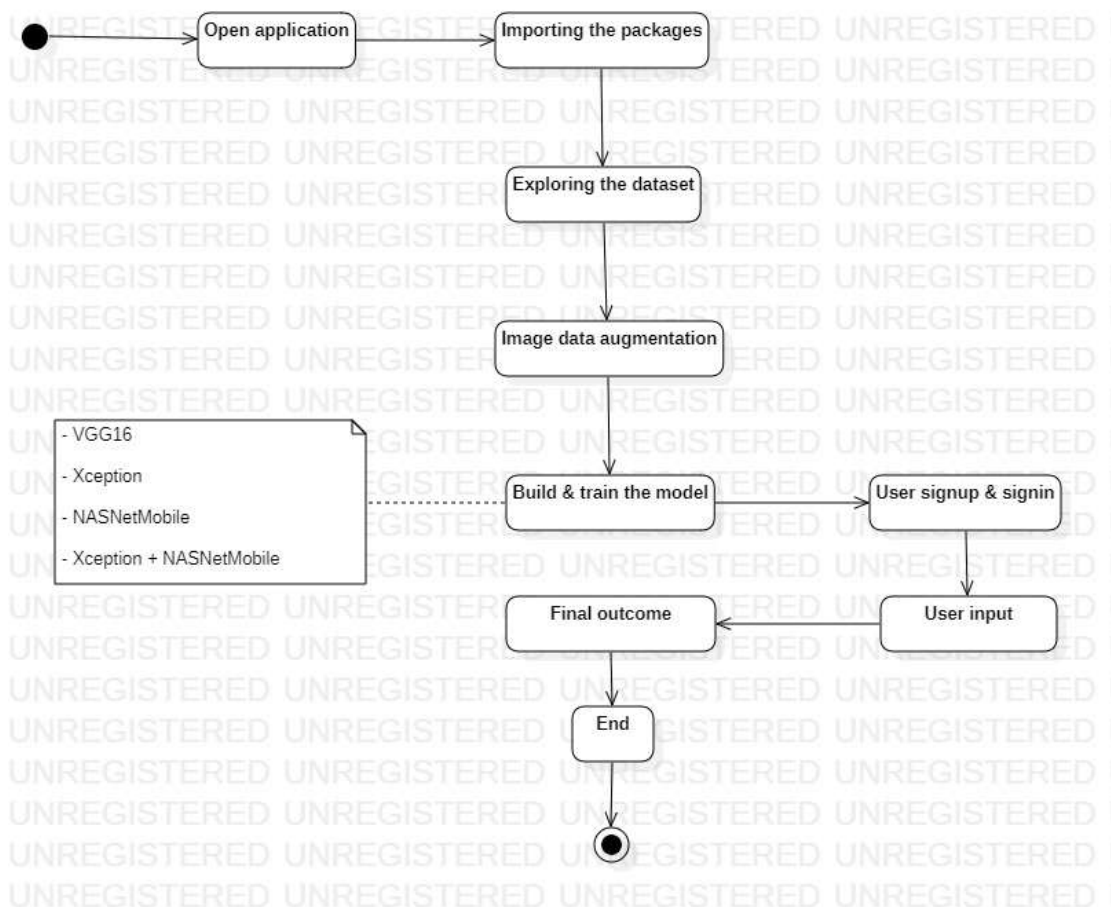 Open application
Importing the packages
Exploring the dataset
Image data augmentation
- VGG16
- Xception
- NASNetMobile
- Xception + NASNetMobile
Build & train the model
User signup & signin
Final outcome
User input
End
UNREGISTERED